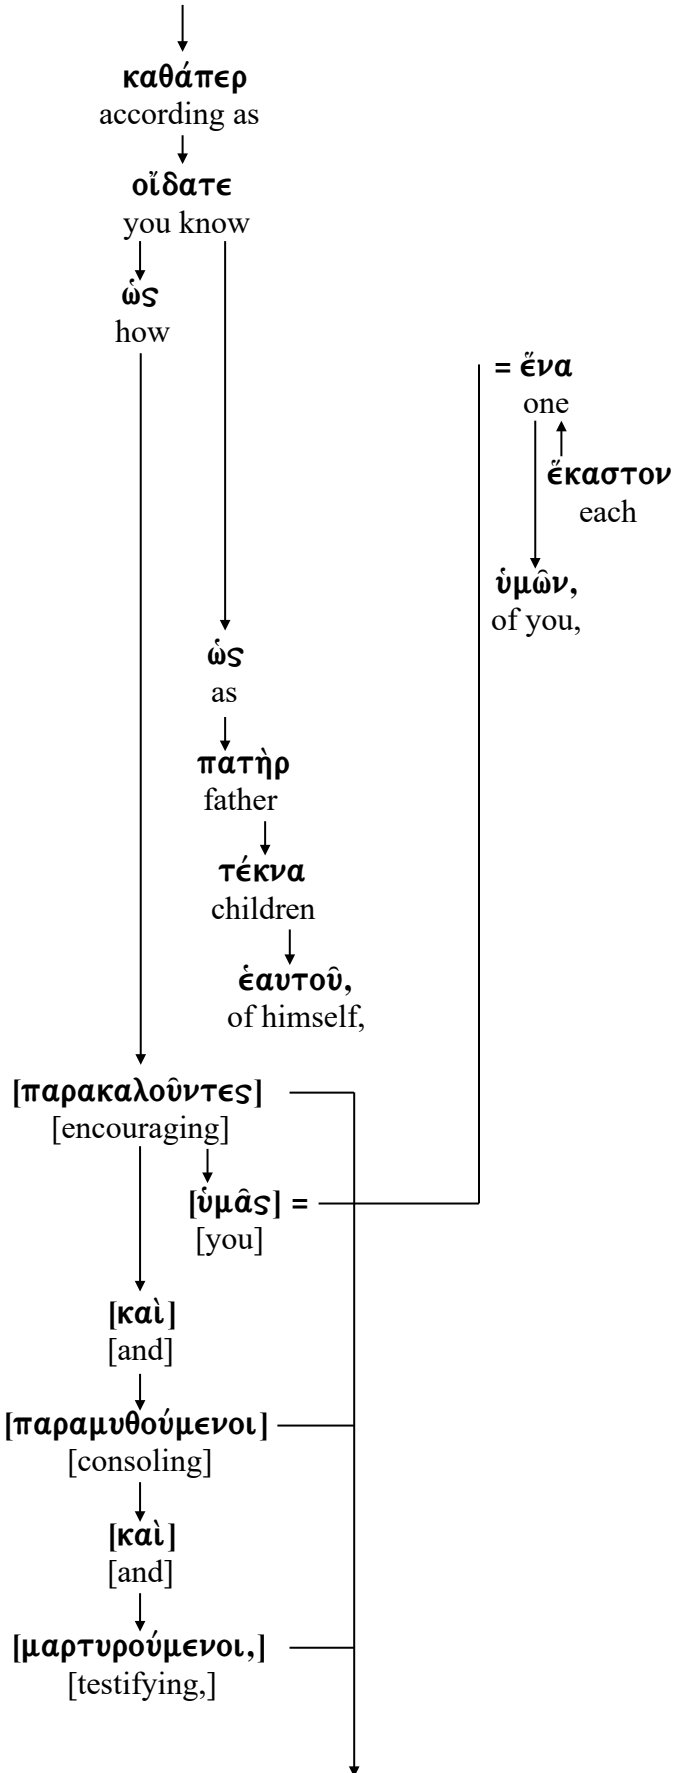 καθάπερ
according as
οἴδατε
you know
ὡς
how
= ἕνα
one
ἕκαστον
each
ὑμῶν,
of you,
ὡς
as
πατὴρ
father
τέκνα
children
ἑαυτοῦ,
of himself,
[παρακαλοῦντες]
[encouraging]
[ὑμᾶς] =
[you]
[καὶ]
[and]
[παραμυθούμενοι]
[consoling]
[καὶ]
[and]
[μαρτυρούμενοι,]
[testifying,]